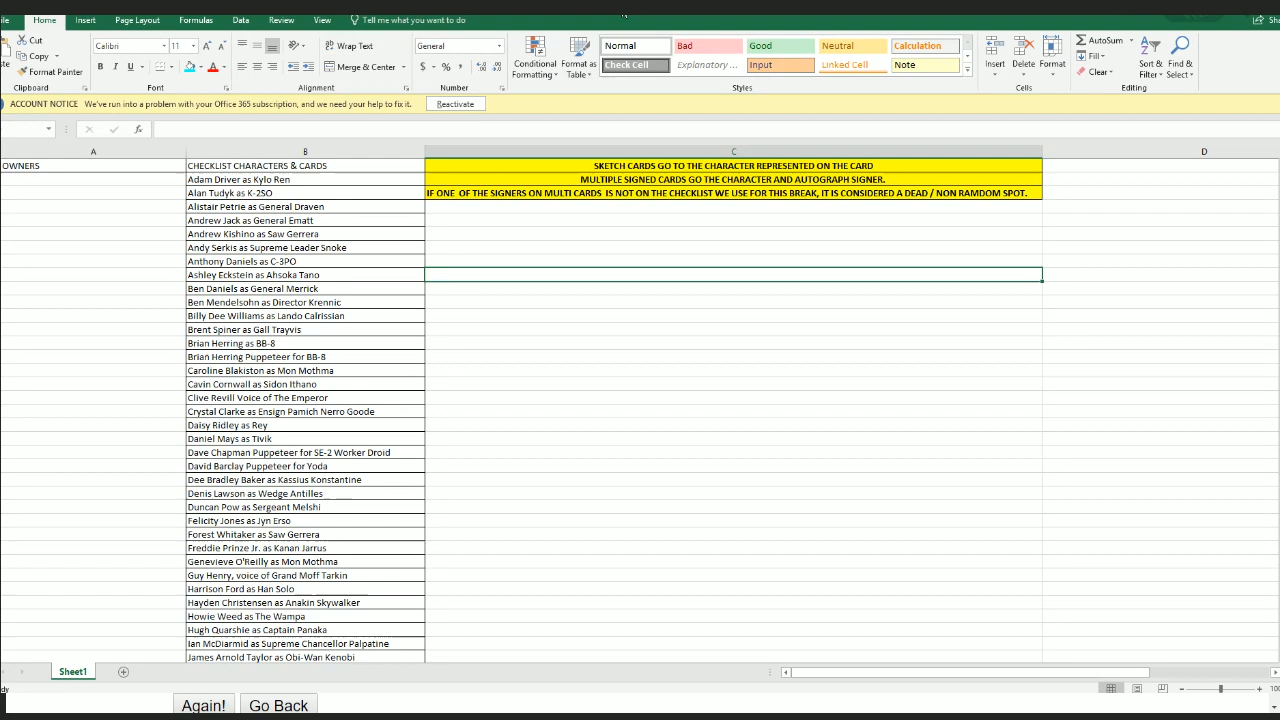 ile Home Insert Page Layout Formulas Data Review View Tell me what you want to do Sha
Cut
Copy
Format Painter
Clipboard
Calibri 11
B I U
Font
Wrap Text
Merge & Center
Alignment
General
$ % ,
Number
Conditional Formatting
Format as Table
Normal Bad Good Neutral Calculation
Check Cell Explanatory ... Input Linked Cell Note
Styles
Insert Delete Format
Cells
AutoSum
Fill
Clear
Sort & Filter
Find & Select
Editing
ACCOUNT NOTICE We've run into a problem with your Office 365 subscription, and we need your help to fix it. Reactivate
fx
A B C D
OWNERS CHECKLIST CHARACTERS & CARDS SKETCH CARDS GO TO THE CHARACTER REPRESENTED ON THE CARD
Adam Driver as Kylo Ren MULTIPLE SIGNED CARDS GO THE CHARACTER AND AUTOGRAPH SIGNER.
Alan Tudyk as K-2SO IF ONE OF THE SIGNERS ON MULTI CARDS IS NOT ON THE CHECKLIST WE USE FOR THIS BREAK, IT IS CONSIDERED A DEAD / NON RAMDOM SPOT.
Alistair Petrie as General Draven
Andrew Jack as General Ematt
Andrew Kishino as Saw Gerrera
Andy Serkis as Supreme Leader Snoke
Anthony Daniels as C-3PO
Ashley Eckstein as Ahsoka Tano
Ben Daniels as General Merrick
Ben Mendelsohn as Director Krennic
Billy Dee Williams as Lando Calrissian
Brent Spiner as Gall Trayvis
Brian Herring as BB-8
Brian Herring Puppeteer for BB-8
Caroline Blakiston as Mon Mothma
Cavin Cornwall as Sidon Ithano
Clive Revill Voice of The Emperor
Crystal Clarke as Ensign Pamich Nerro Goode
Daisy Ridley as Rey
Daniel Mays as Tivik
Dave Chapman Puppeteer for SE-2 Worker Droid
David Barclay Puppeteer for Yoda
Dee Bradley Baker as Kassius Konstantine
Denis Lawson as Wedge Antilles
Duncan Pow as Sergeant Melshi
Felicity Jones as Jyn Erso
Forest Whitaker as Saw Gerrera
Freddie Prinze Jr. as Kanan Jarrus
Genevieve O'Reilly as Mon Mothma
Guy Henry, voice of Grand Moff Tarkin
Harrison Ford as Han Solo
Hayden Christensen as Anakin Skywalker
Howie Weed as The Wampa
Hugh Quarshie as Captain Panaka
Ian McDiarmid as Supreme Chancellor Palpatine
James Arnold Taylor as Obi-Wan Kenobi
Sheet1
dy 100
Again! Go Back